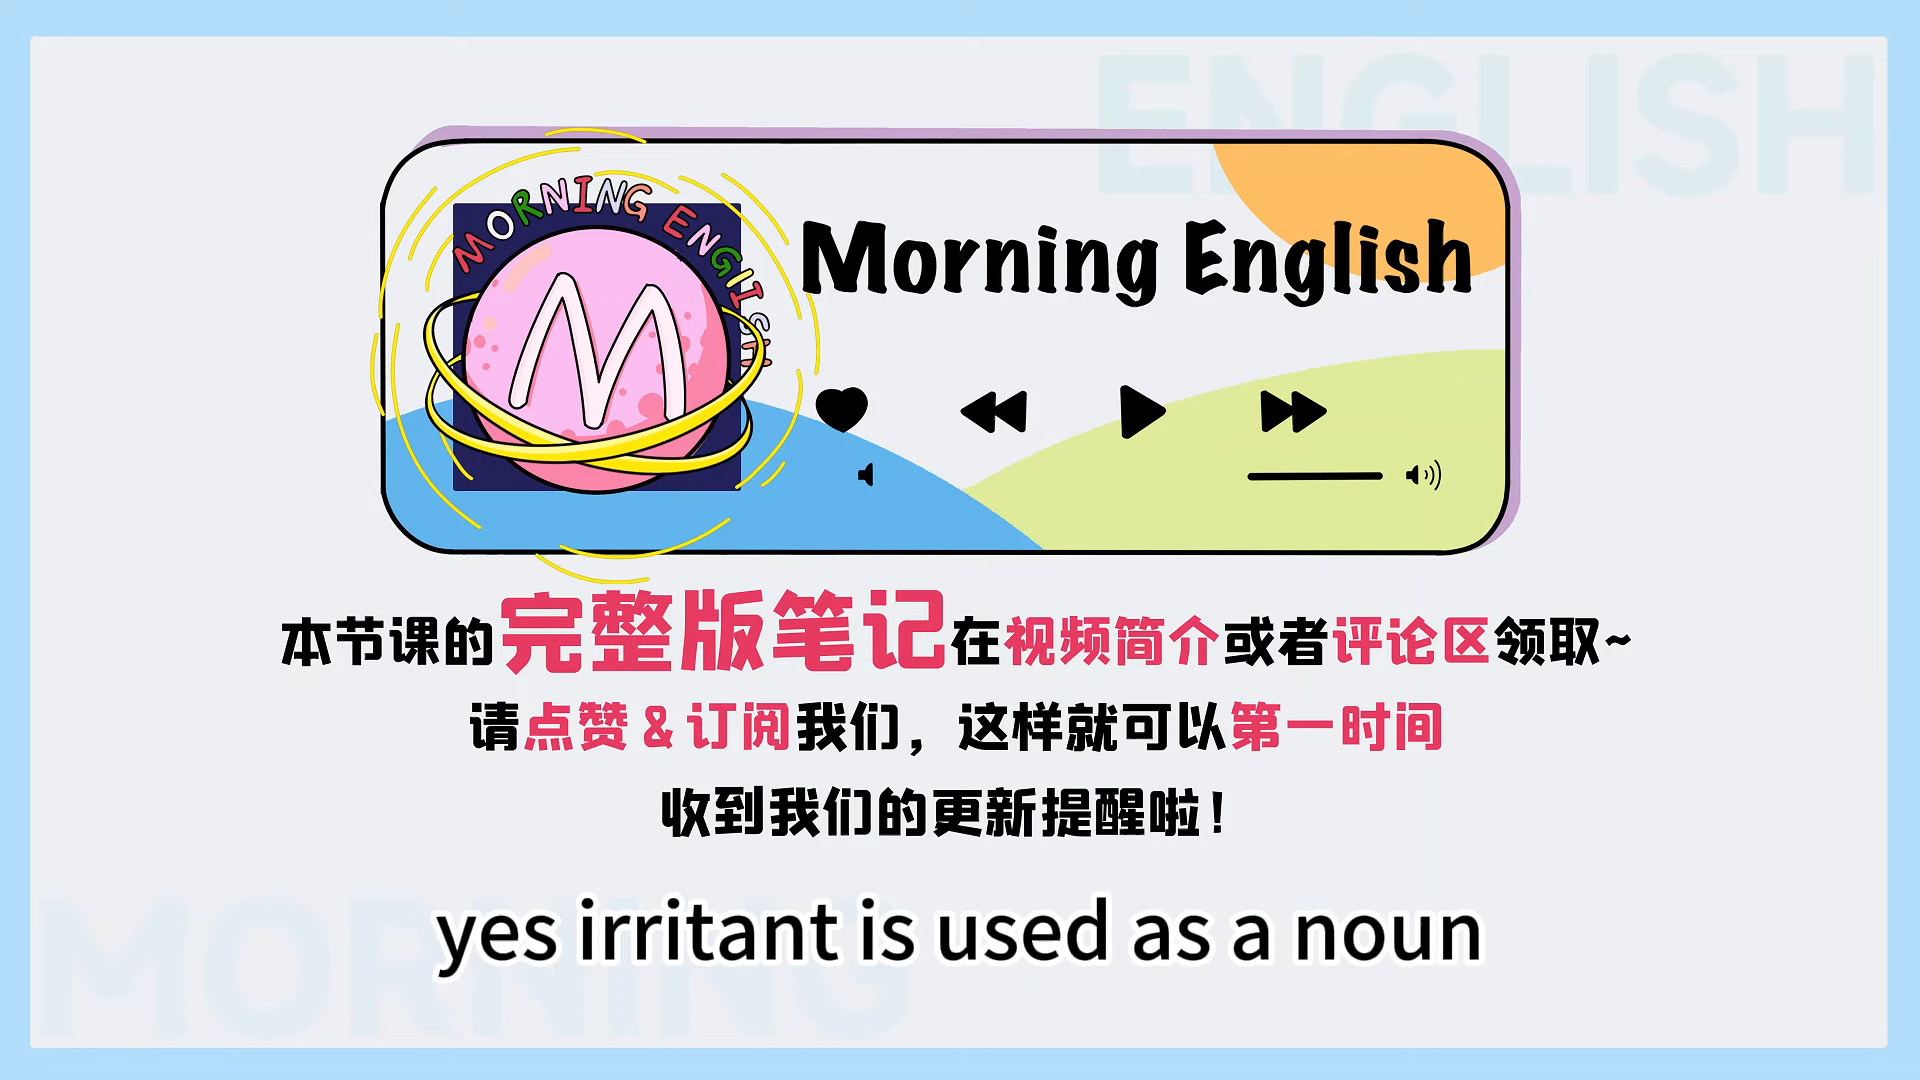 ENGLISH
MORNING ENGlISH
M
Morning English
本节课的完整版笔记在视频简介或者评论区领取~
请点赞&订阅我们，这样就可以第一时间
收到我们的更新提醒啦！
yes irritant is used as a noun
MORNING